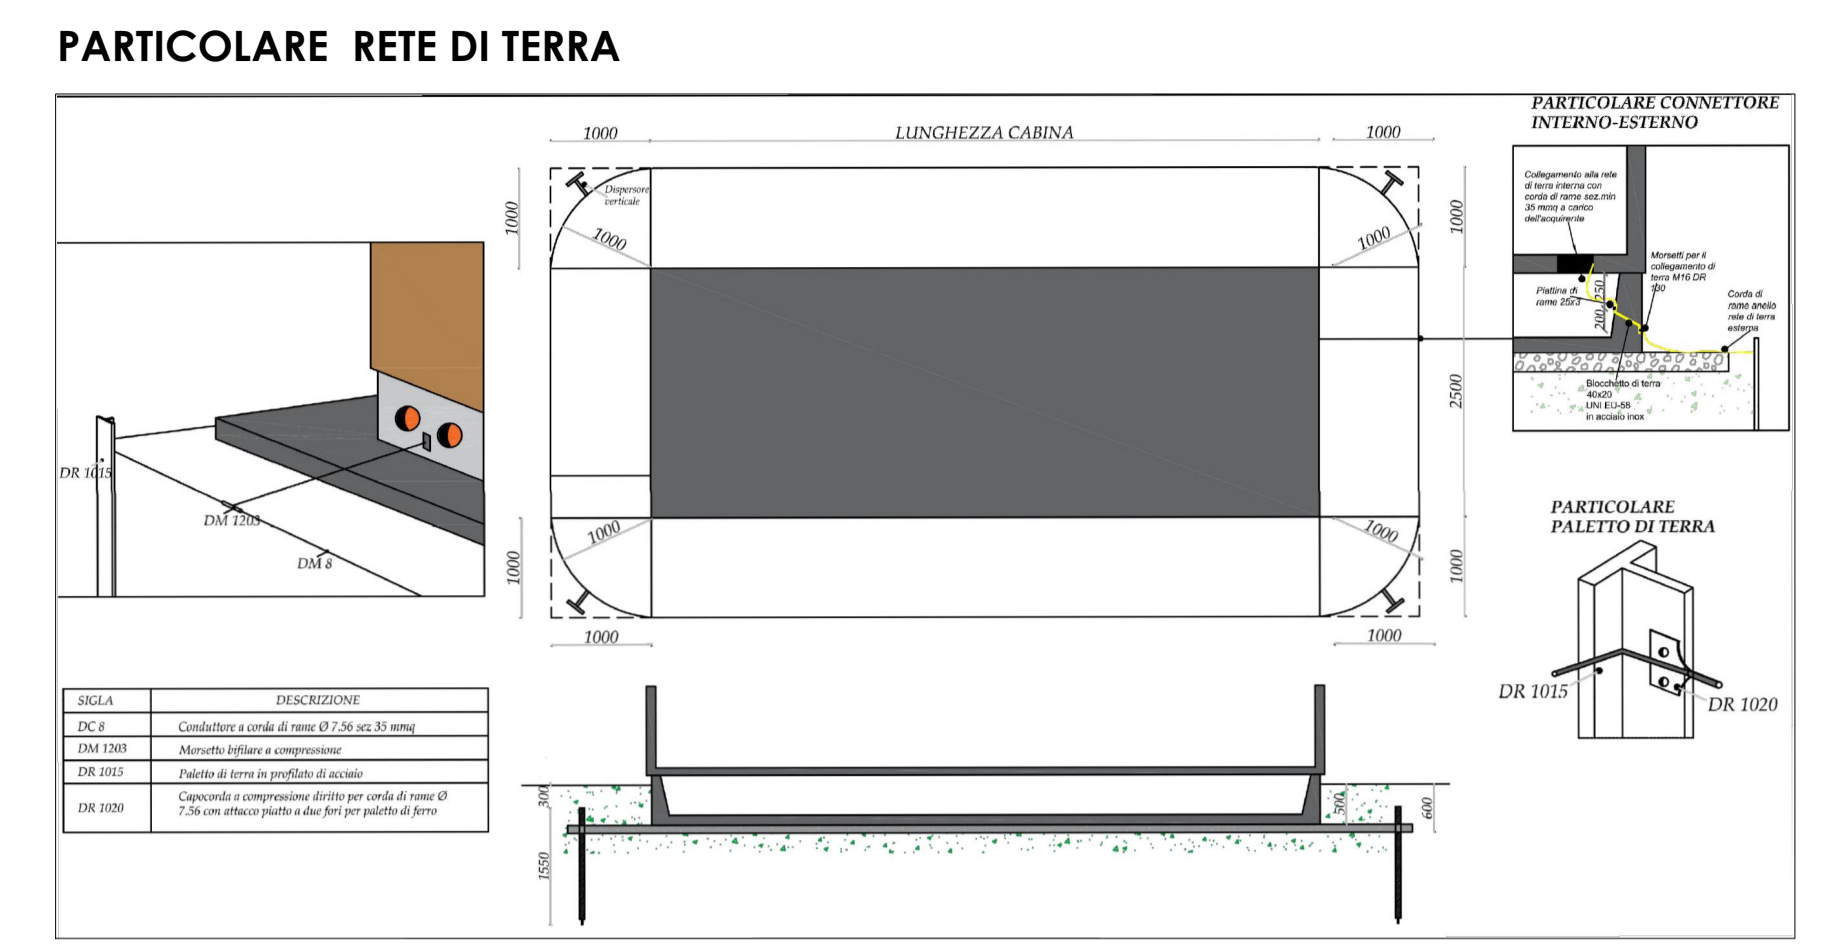 PARTICOLARE RETE DI TERRA
DR 1015
DM 1203
DM 8
SIGLA DESCRIZIONE
DC 8 Conduttore a corda di rame Ø 7.56 sez 35 mmq
DM 1203 Morsetto bifilare a compressione
DR 1015 Paletto di terra in profilato di acciaio
DR 1020 Capocorda a compressione diritto per corda di rame Ø
7.56 con attacco piatto a due fori per paletto di ferro
1000 LUNGHEZZA CABINA 1000
Dispersore
verticale
1000
1000
1000
1000
2500
1000
1000
1000
1000
1000
1000
300
1550
500
600
PARTICOLARE CONNETTORE
INTERNO-ESTERNO
Collegamento alla rete
di terra interna con
corda di rame sez.min
35 mmq a carico
dell'acquirente
Morsetti per il
collegamento di
terra M16 DR
130
Piattina di
rame 25x3
250
200
Corda di
rame anello
rete di terra
esterna
Blocchetto di terra
40x20
UNI EU-58
in acciaio inox
PARTICOLARE
PALETTO DI TERRA
DR 1015
DR 1020